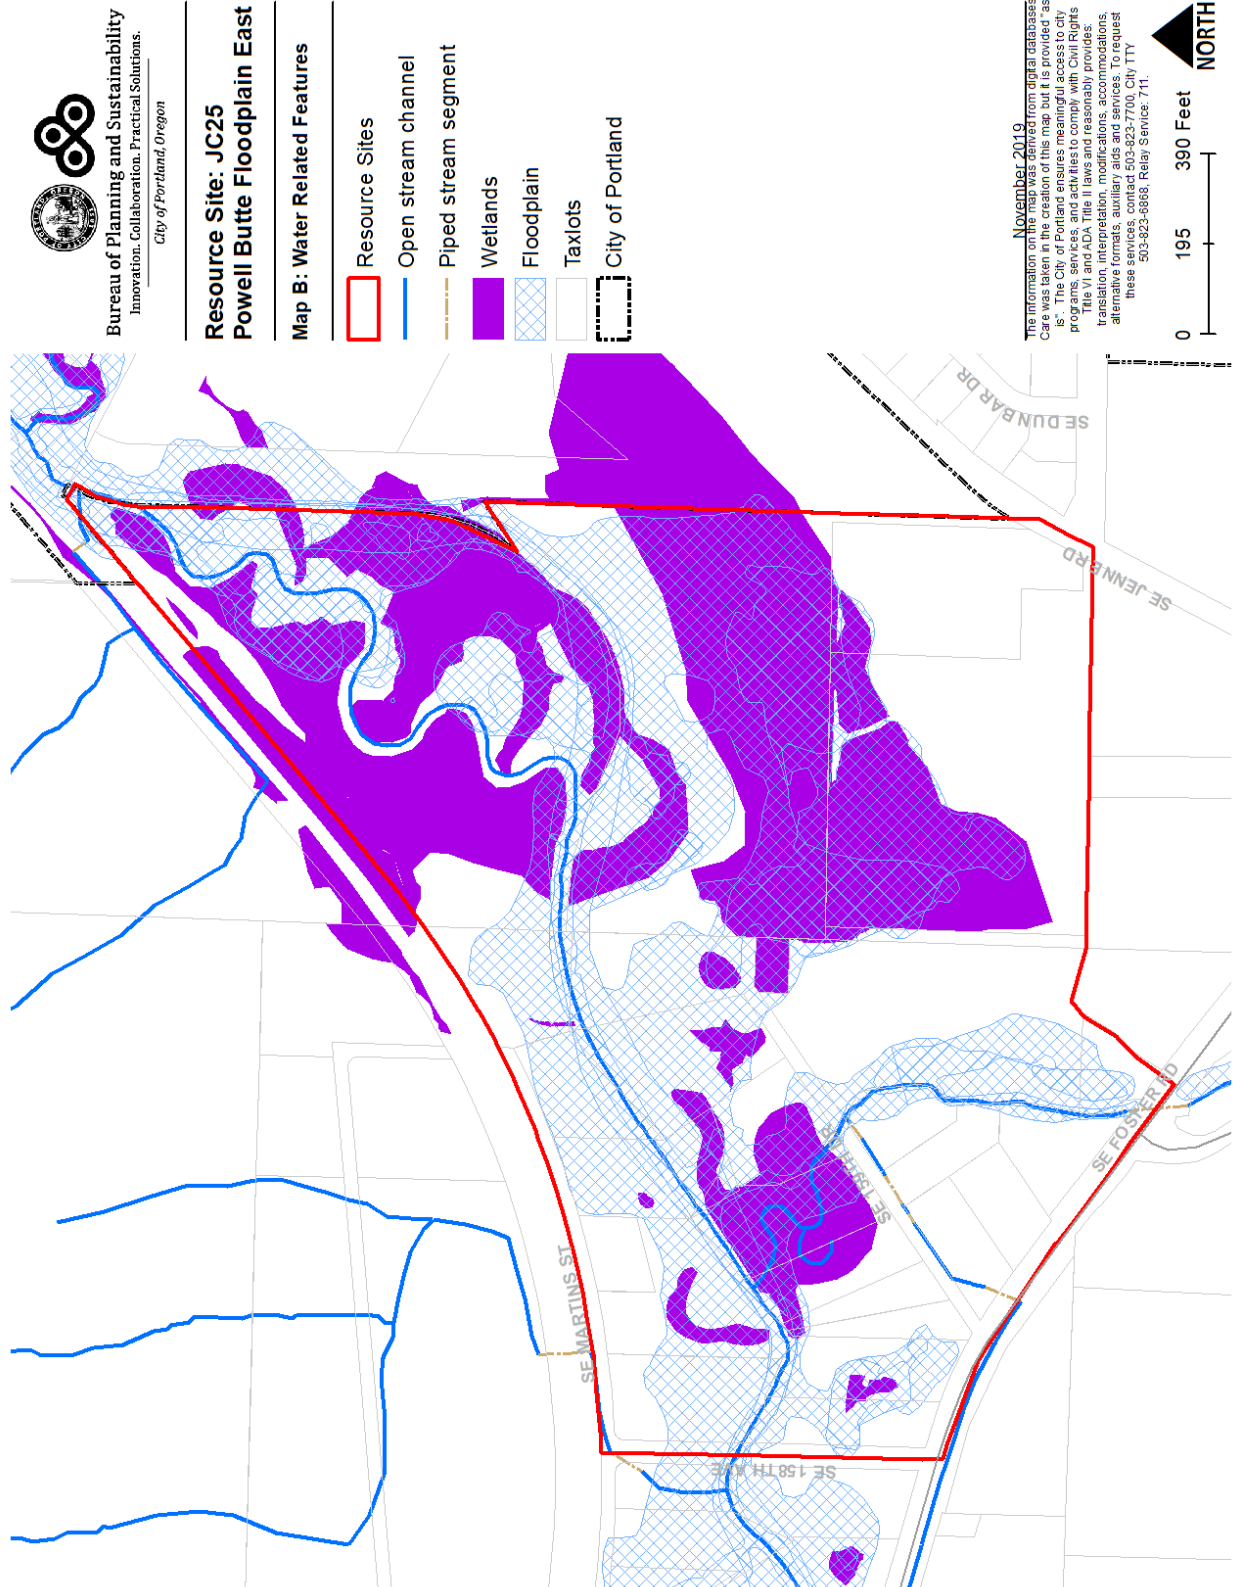 Bureau of Planning and Sustainability
Innovation. Collaboration. Practical Solutions.
City of Portland, Oregon
Resource Site: JC25
Powell Butte Floodplain East
Map B: Water Related Features
Resource Sites
Open stream channel
Piped stream segment
Wetlands
Floodplain
Taxlots
City of Portland
November 2019
The information on the map was derived from digital databases
Care was taken in the creation of this map but it is provided "as
is". The City of Portland ensures meaningful access to city
programs, services, and activities to comply with Civil Rights
Title VI and ADA Title II laws and reasonably provides:
translation, interpretation, modifications, accommodations,
alternative formats, auxiliary aids and services. To request
these services, contact 503-823-7700, City TTY
503-823-6868, Relay Service: 711.
0 195 390 Feet
NORTH
SE DUNBAR DR
SE JENNE RD
SE FOSTER RD
SE 159TH DR
SE MARTINS ST
SE 158TH AVE